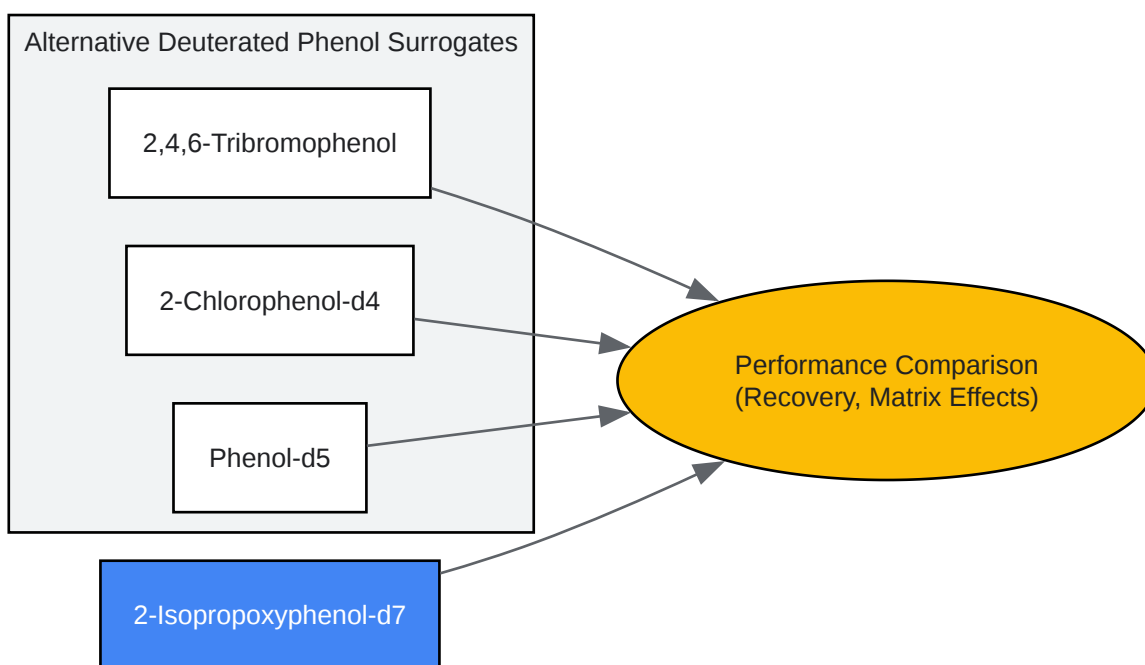 Alternative Deuterated Phenol Surrogates
2,4,6-Tribromophenol
2-Chlorophenol-d4
Phenol-d5
2-Isopropoxyphenol-d7
Performance Comparison
(Recovery, Matrix Effects)